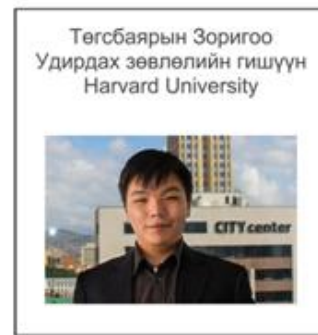 Төгсбаярын Зоригоо
Удирдах зөвлөлийн гишүүн
Harvard University
CITY center